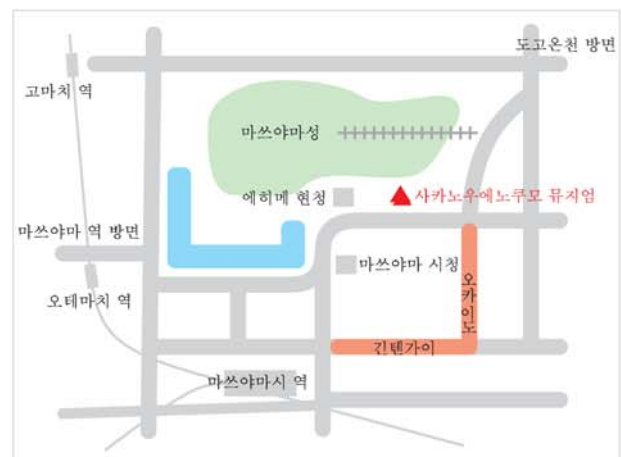 도고온천 방면
고마치 역
마쓰야마성
에히메 현청
사카노우에노쿠모 뮤지엄
마쓰야마 역 방면
마쓰야마 시청
오카이도
오테마치 역
긴텐가이
마쓰야마시 역